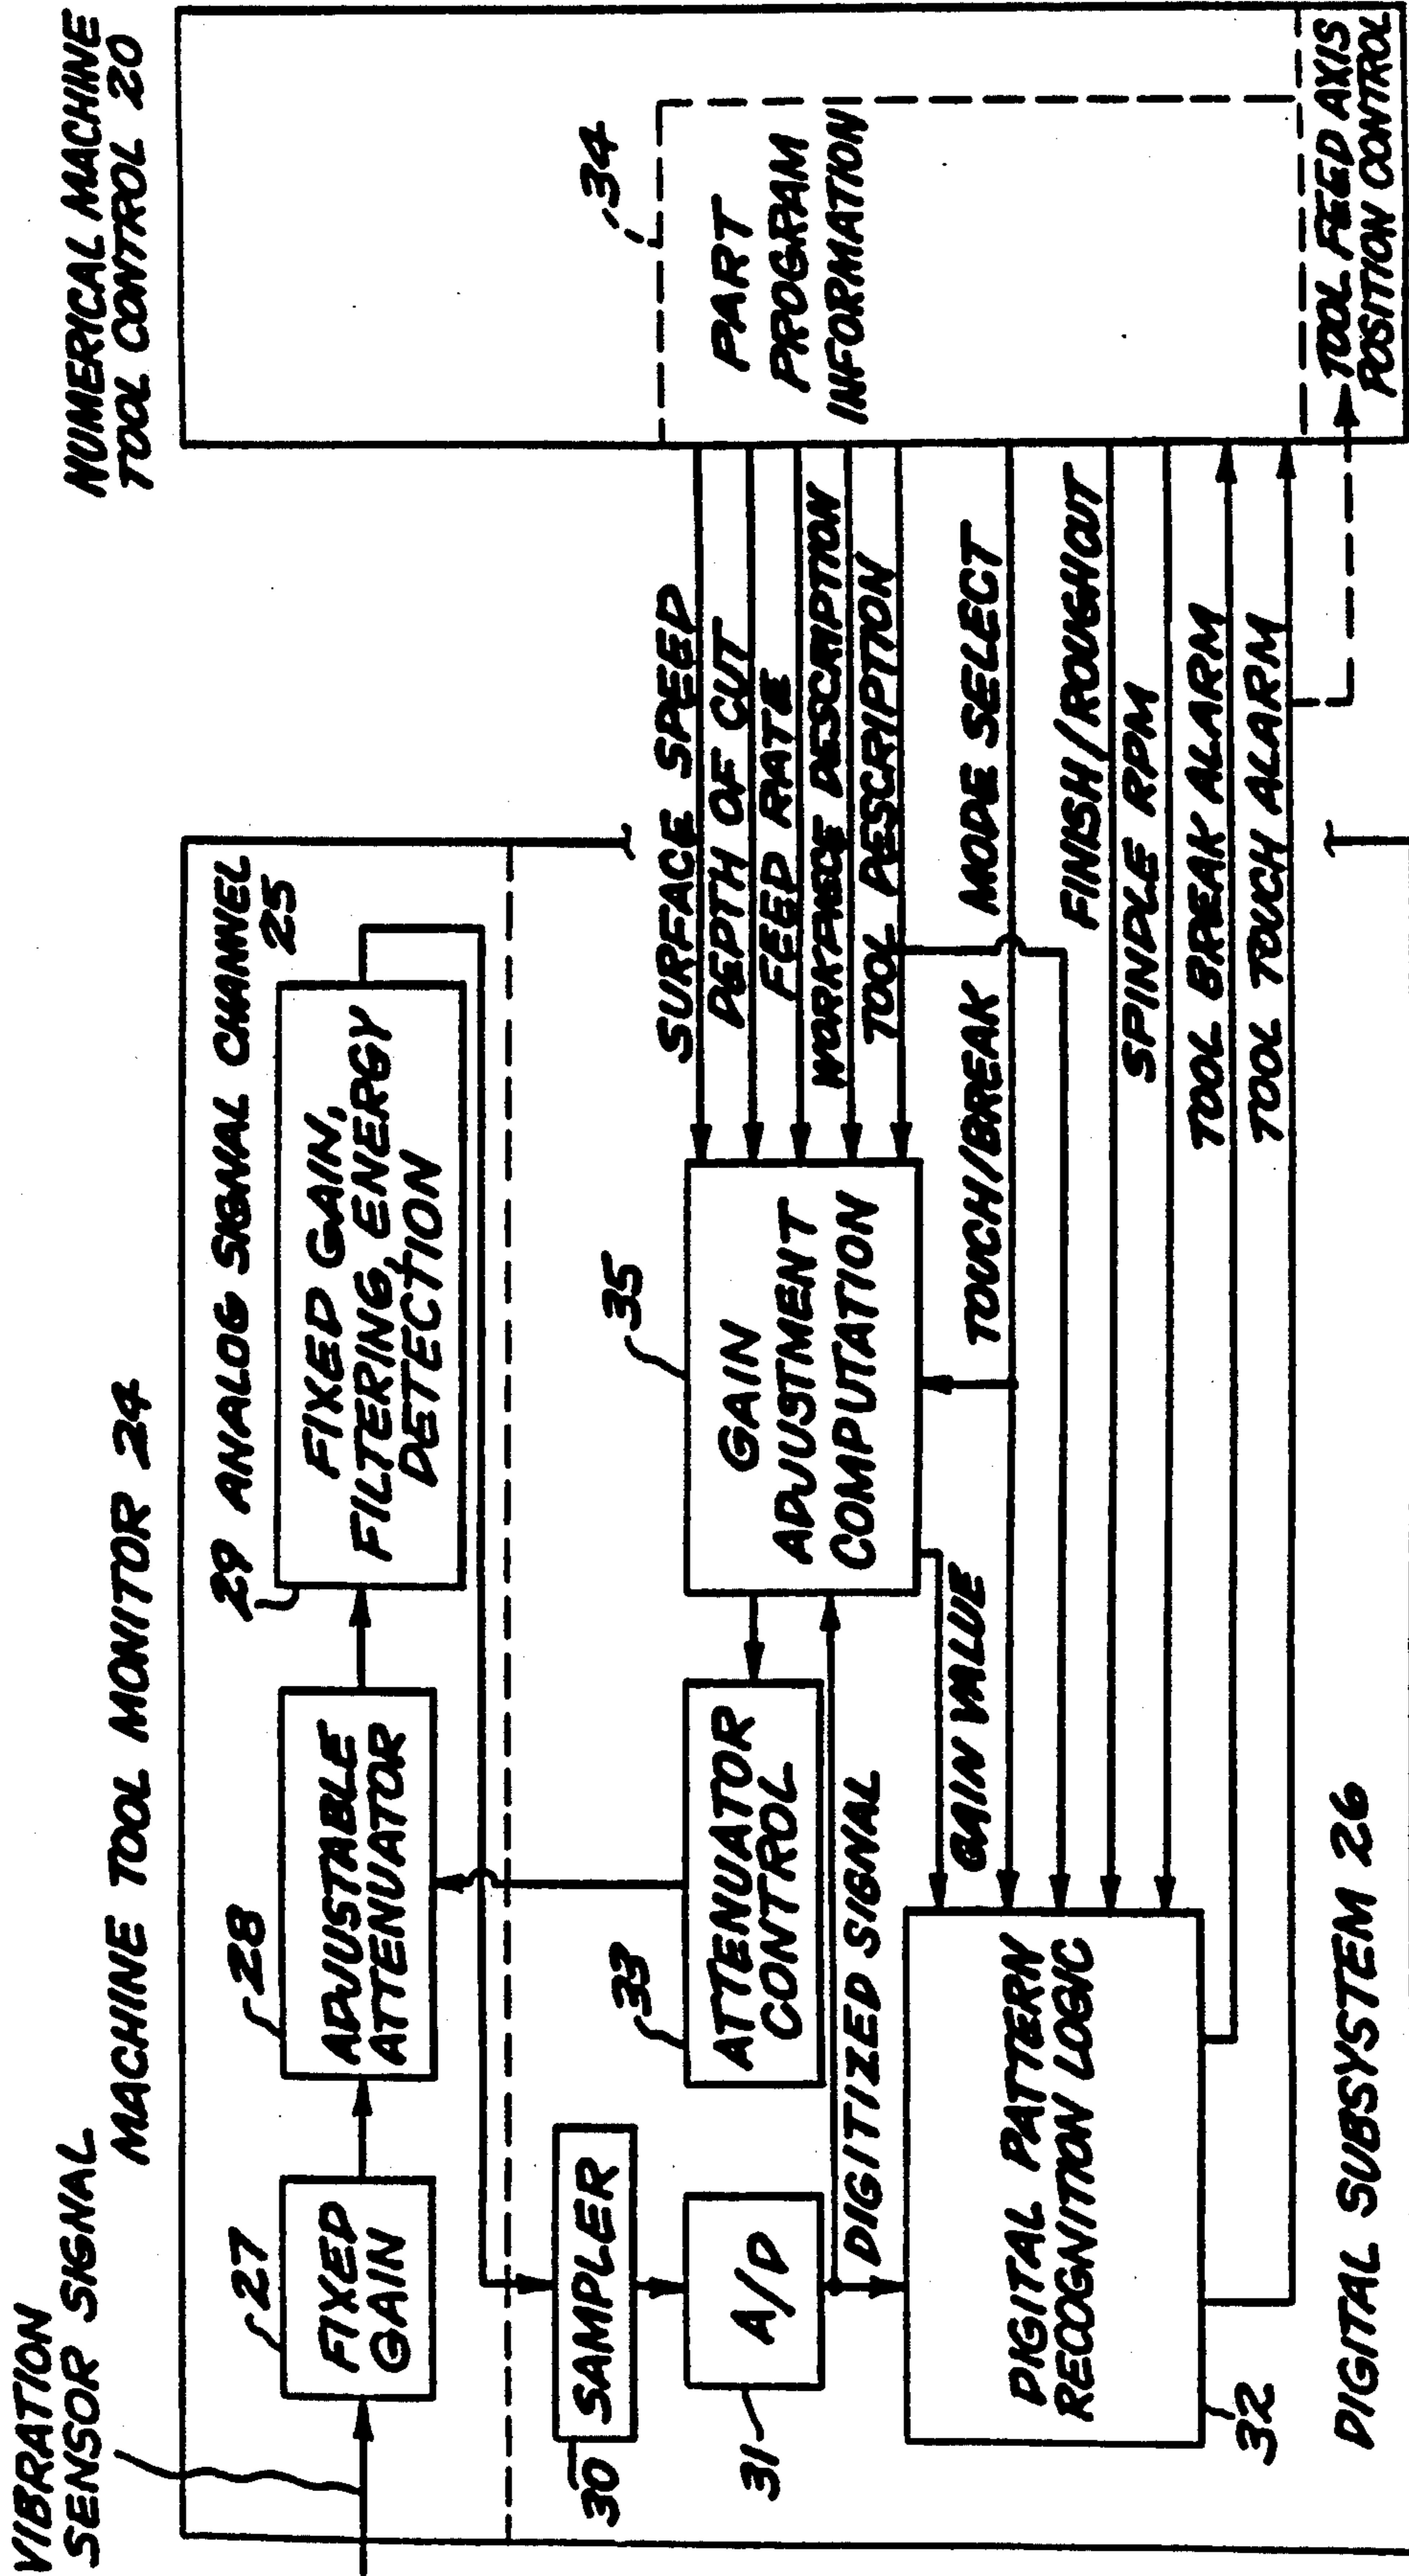 VIBRATION
SENSOR SIGNAL
MACHINE TOOL MONITOR 24
NUMERICAL MACHINE
TOOL CONTROL 20
27
FIXED
GAIN
28
ADJUSTABLE
ATTENUATOR
29
ANALOG SIGNAL CHANNEL
25
FIXED GAIN,
FILTERING, ENERGY
DETECTION
30
SAMPLER
31
A/D
33
ATTENUATOR
CONTROL
DIGITIZED SIGNAL
35
GAIN
ADJUSTMENT
COMPUTATION
GAIN VALUE
SURFACE SPEED
DEPTH OF CUT
FEED RATE
WORKPIECE DESCRIPTION
TOOL DESCRIPTION
TOUCH/BREAK MODE SELECT
FINISH/ROUGHCUT
SPINDLE RPM
TOOL BREAK ALARM
TOOL TOUCH ALARM
34
PART
PROGRAM
INFORMATION
TOOL FEED AXIS
POSITION CONTROL
DIGITAL PATTERN
RECOGNITION LOGIC
32
DIGITAL SUBSYSTEM 26